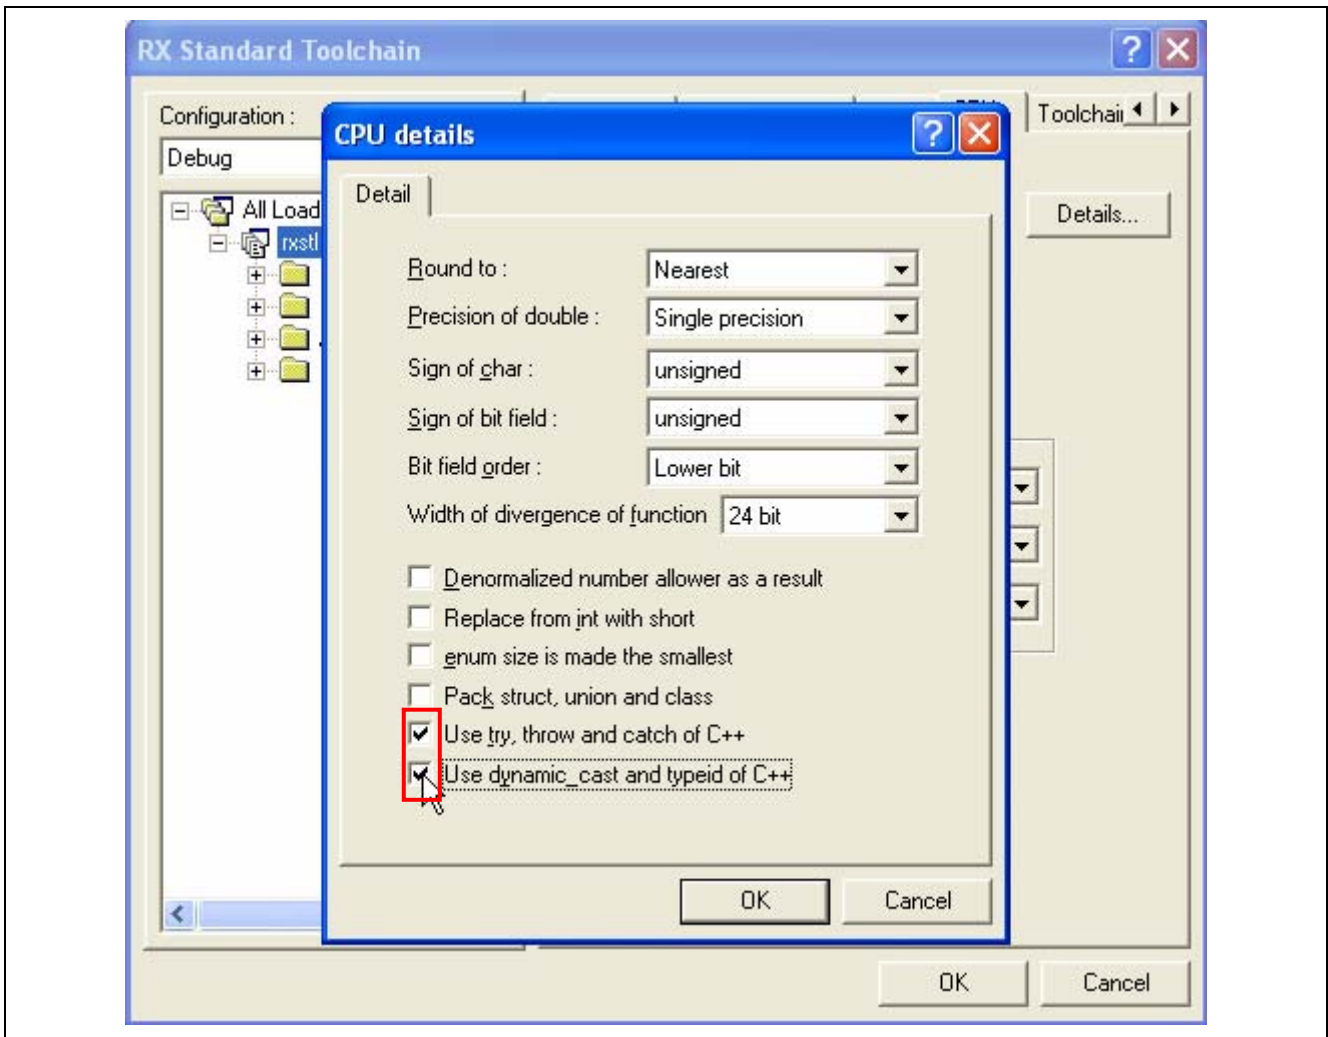 RX Standard Toolchain
Configuration :
Toolchain
Debug
CPU details
Detail
All Load
Details...
rxstl
Round to :
Nearest
Precision of double :
Single precision
Sign of char :
unsigned
Sign of bit field :
unsigned
Bit field order :
Lower bit
Width of divergence of function
24 bit
Denormalized number allower as a result
Replace from int with short
enum size is made the smallest
Pack struct, union and class
Use try, throw and catch of C++
Use dynamic_cast and typeid of C++
OK
Cancel
OK
Cancel